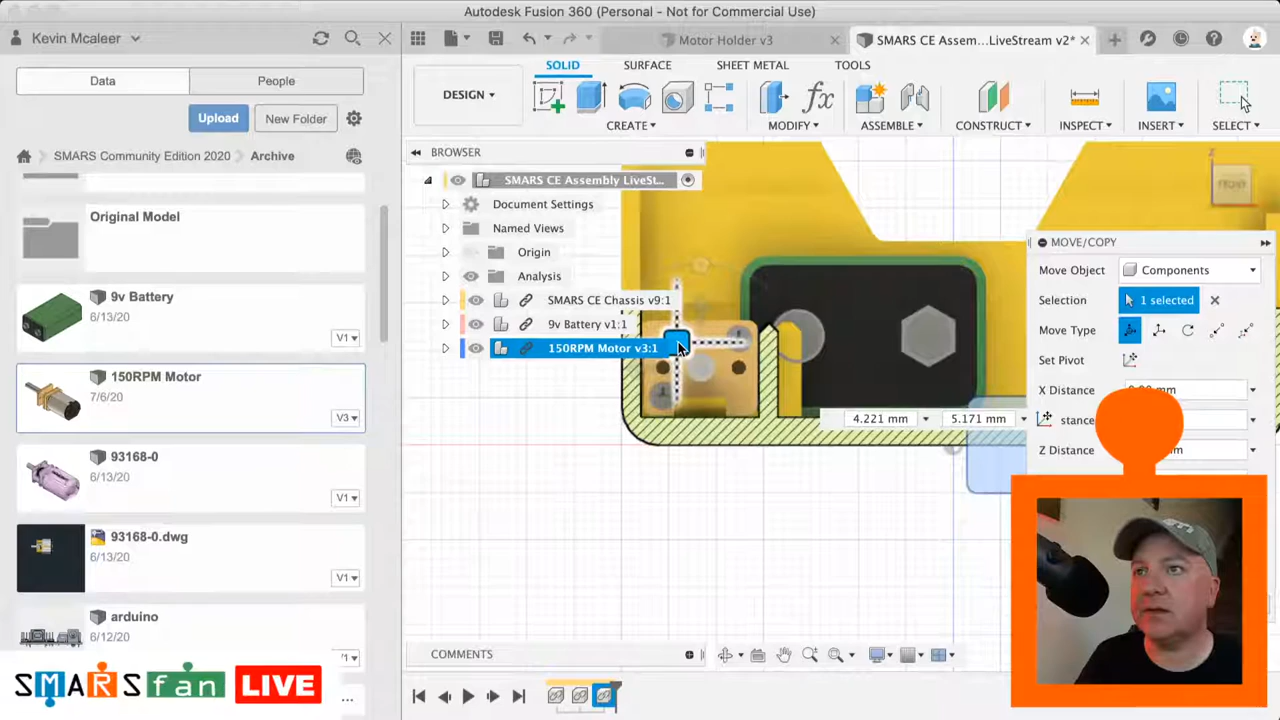 Autodesk Fusion 360 (Personal - Not for Commercial Use)
Kevin Mcaleer
Motor Holder v3
SMARS CE Assem...LiveStream v2*
Data
People
Upload
New Folder
SMARS Community Edition 2020
Archive
Original Model
9v Battery
6/13/20
V1
150RPM Motor
7/6/20
V3
93168-0
6/13/20
V1
93168-0.dwg
6/13/20
V1
arduino
6/12/20
SOLID
SURFACE
SHEET METAL
TOOLS
DESIGN
CREATE
MODIFY
ASSEMBLE
CONSTRUCT
INSPECT
INSERT
SELECT
BROWSER
SMARS CE Assembly LiveSt...
Document Settings
Named Views
Origin
Analysis
SMARS CE Chassis v9:1
9v Battery v1:1
150RPM Motor v3:1
4.221 mm
5.171 mm
MOVE/COPY
Move Object
Components
Selection
1 selected
Move Type
Set Pivot
X Distance
mm
stance
Z Distance
COMMENTS
SMARS fan LIVE